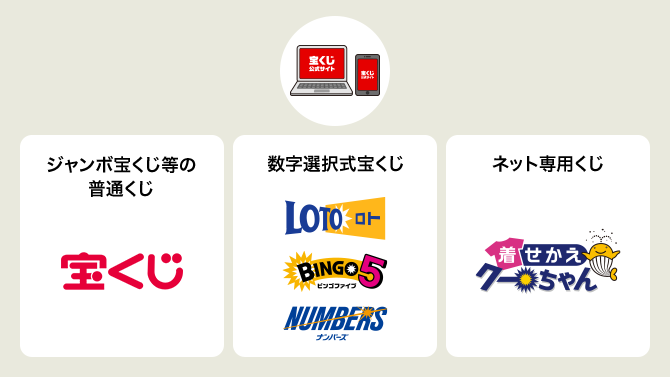 宝くじ
公式サイト
宝くじ
公式サイト
ジャンボ宝くじ等の
普通くじ
宝くじ
数字選択式宝くじ
LOTO ロト
BINGO5
ビンゴファイブ
NUMBERS
ナンバーズ
ネット専用くじ
着せかえ
クーちゃん